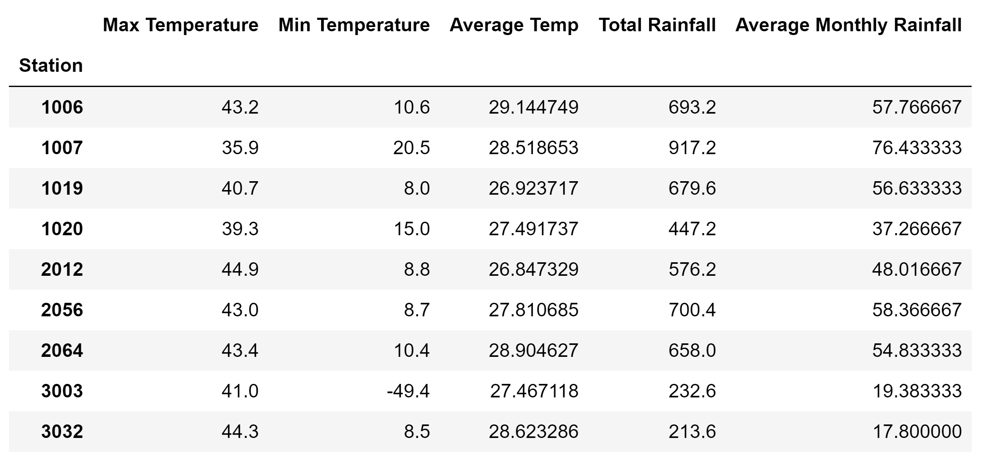 Max Temperature Min Temperature Average Temp Total Rainfall Average Monthly Rainfall
Station
1006 43.2 10.6 29.144749 693.2 57.766667
1007 35.9 20.5 28.518653 917.2 76.433333
1019 40.7 8.0 26.923717 679.6 56.633333
1020 39.3 15.0 27.491737 447.2 37.266667
2012 44.9 8.8 26.847329 576.2 48.016667
2056 43.0 8.7 27.810685 700.4 58.366667
2064 43.4 10.4 28.904627 658.0 54.833333
3003 41.0 -49.4 27.467118 232.6 19.383333
3032 44.3 8.5 28.623286 213.6 17.800000